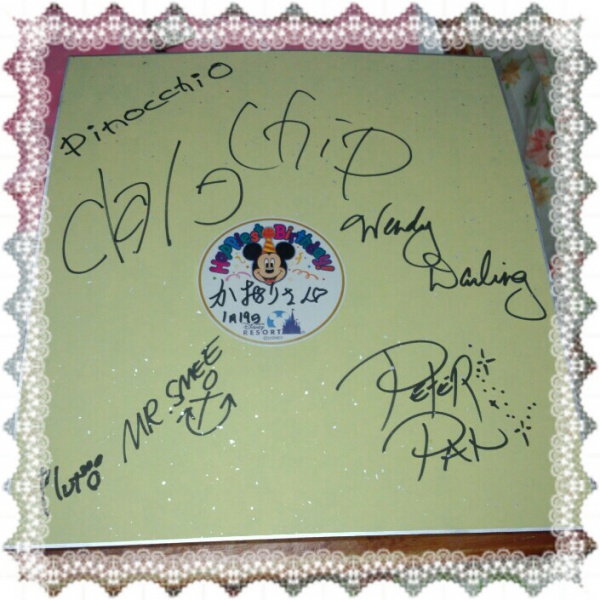 Pinocchio
Chip
dale
Wendy
Darling
Happiest Birthday!
かおりさん
1月19日
Disney
RESORT
MR SMEE
PETER
PAN
Pluto